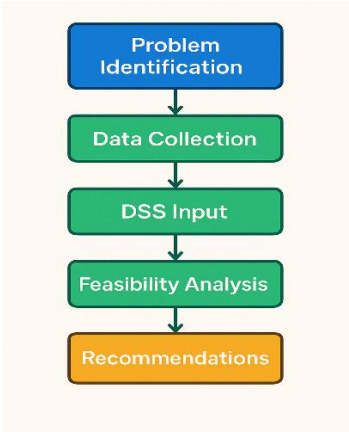 Problem
Identification
Data Collection
DSS Input
Feasibility Analysis
Recommendations